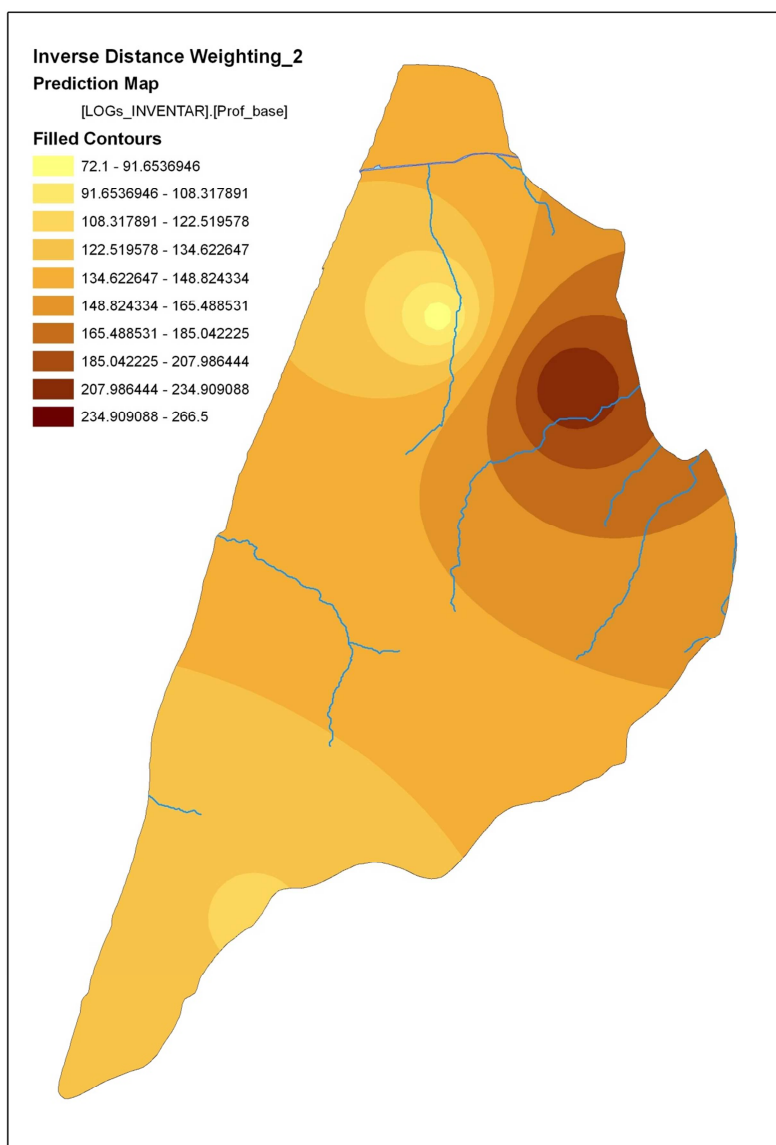 Inverse Distance Weighting_2
Prediction Map
[LOGs_INVENTAR].[Prof_base]
Filled Contours
72.1 - 91.6536946
91.6536946 - 108.317891
108.317891 - 122.519578
122.519578 - 134.622647
134.622647 - 148.824334
148.824334 - 165.488531
165.488531 - 185.042225
185.042225 - 207.986444
207.986444 - 234.909088
234.909088 - 266.5